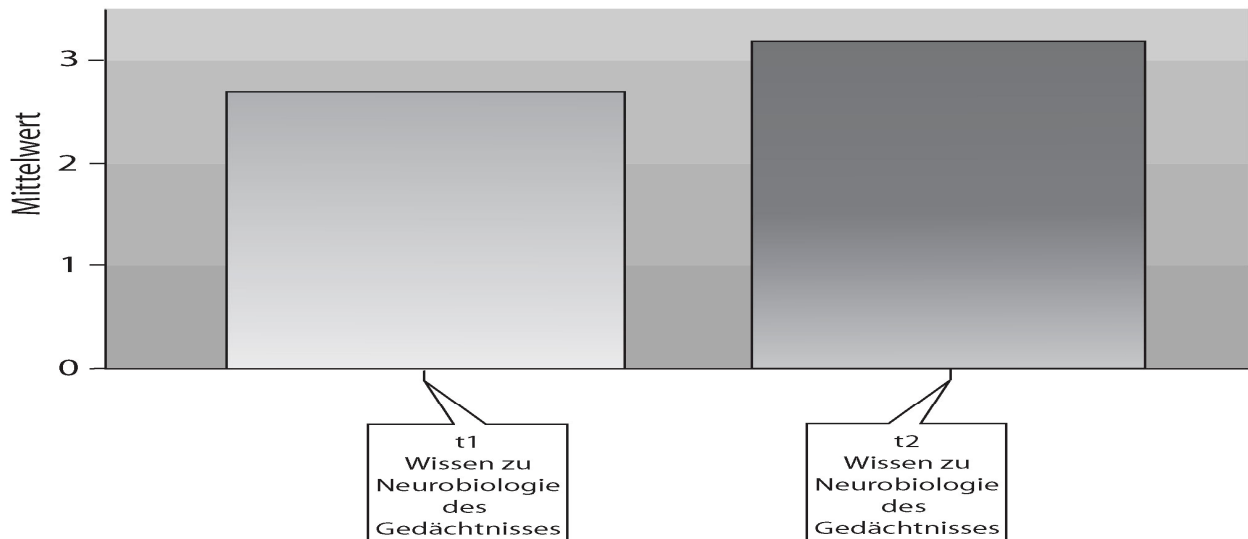 Mittelwert
3
2
1
0
t1
Wissen zu
Neurobiologie
des
Gedächtnisses
t2
Wissen zu
Neurobiologie
des
Gedächtnisses